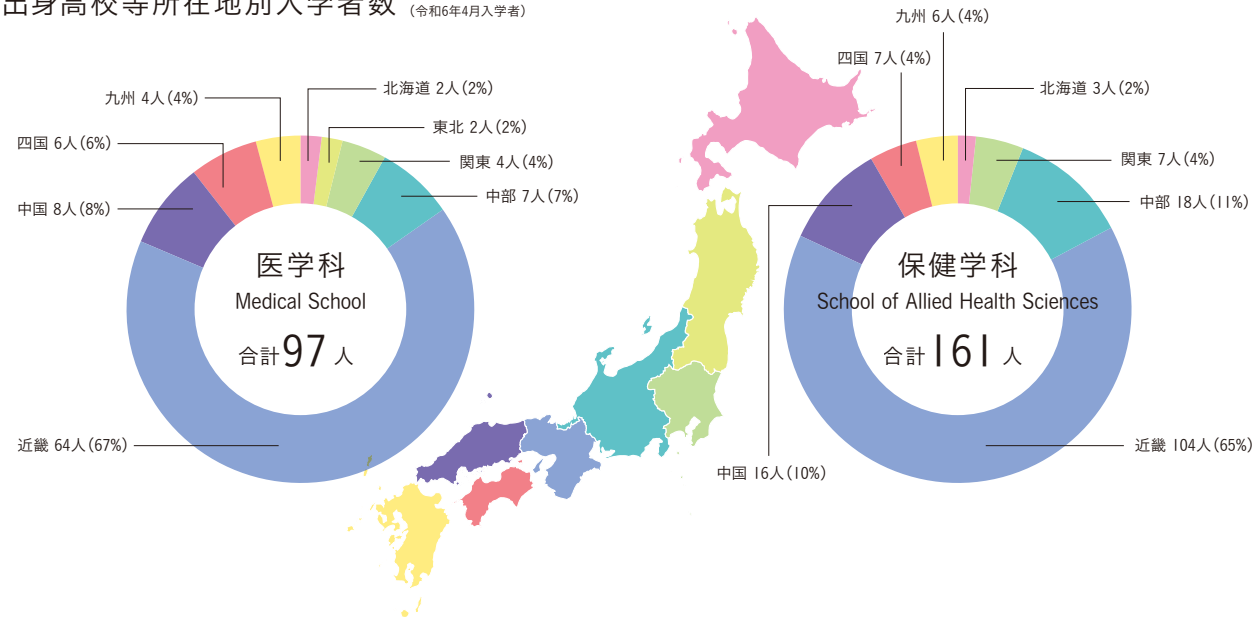 出身高校等所在地別入学者数 (令和6年4月入学者)
北海道 2人(2%)
東北 2人(2%)
関東 4人(4%)
中部 7人(7%)
近畿 64人(67%)
中国 8人(8%)
四国 6人(6%)
九州 4人(4%)
医学科
Medical School
合計97 人
北海道 3人(2%)
関東 7人(4%)
中部 18人(11%)
近畿 104人(65%)
中国 16人(10%)
四国 7人(4%)
九州 6人(4%)
保健学科
School of Allied Health Sciences
合計161 人